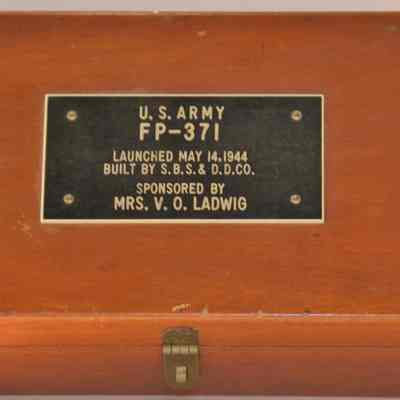 U.S. ARMY
FP-371
LAUNCHED MAY 14, 1944
BUILT BY S.B.S. & D.D.CO.
SPONSORED BY
MRS. V. O. LADWIG